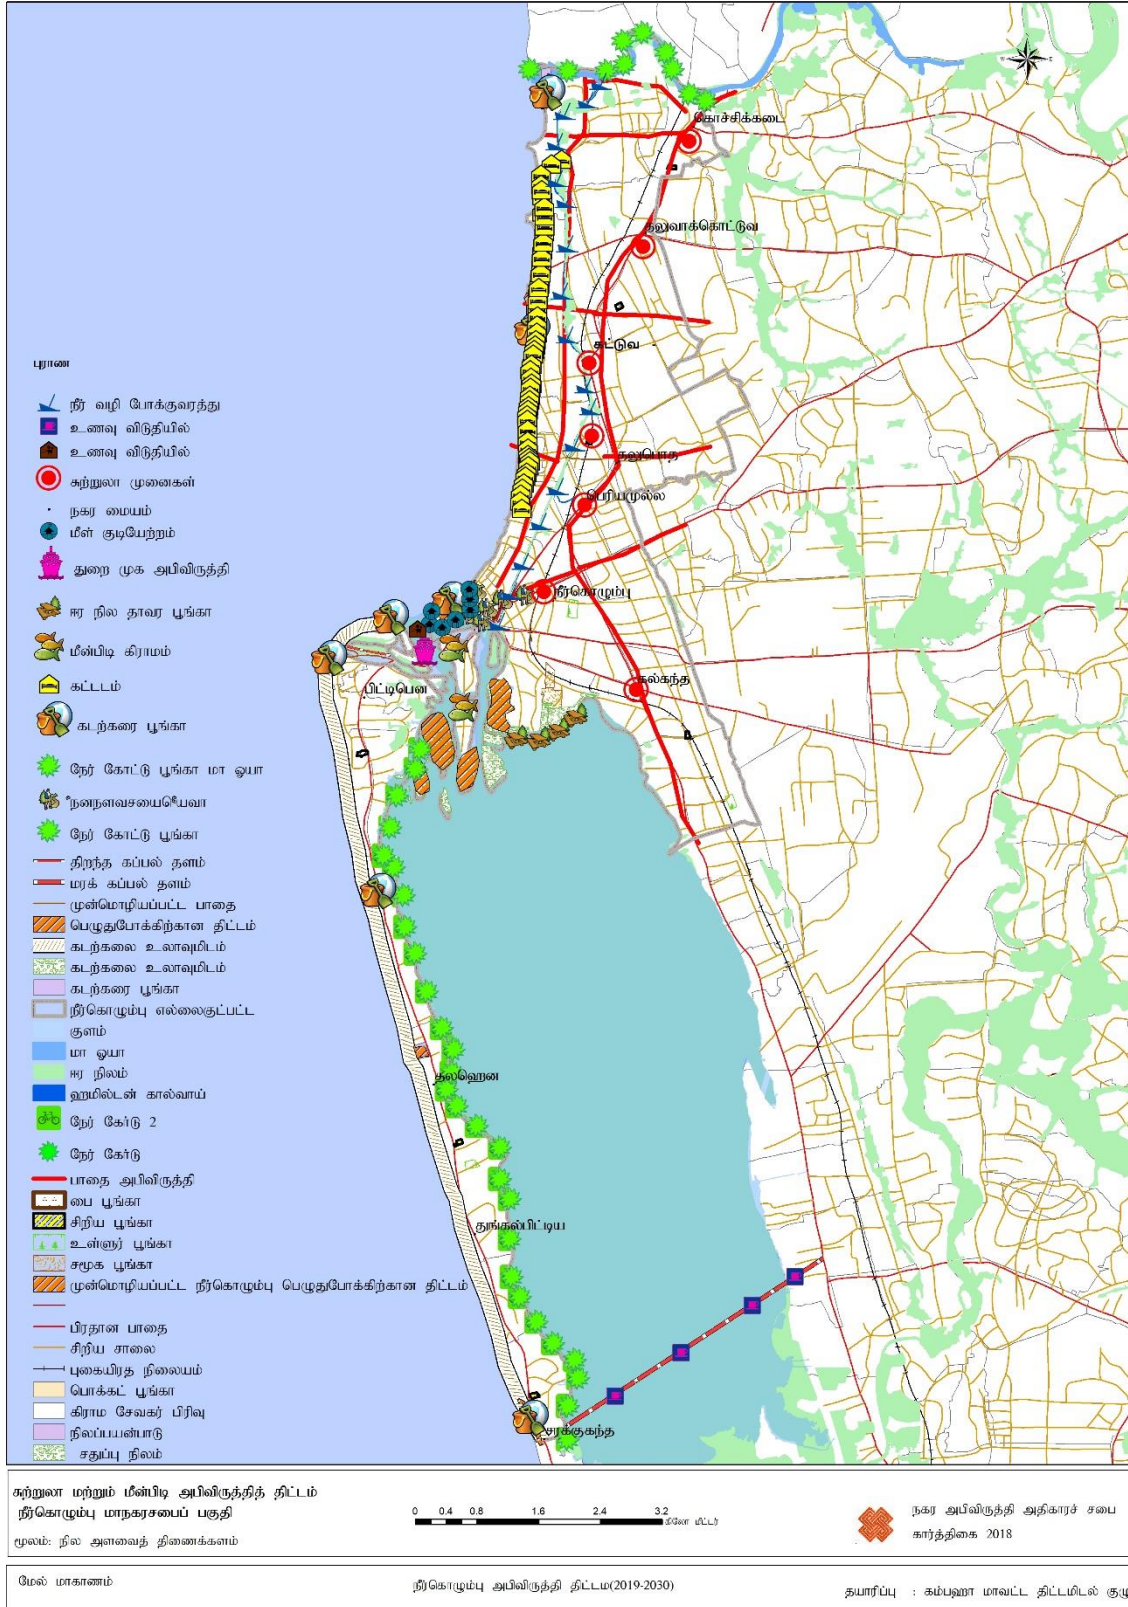 கோச்சிக்கடை
தலுவாக்கொட்டுவ
கட்டுவ
தலுபொத
பெரியமுல்ல
நீர்கொழும்பு
கல்கந்த
பிட்டிபென
தலஹென
துங்கல்பிட்டிய
சரக்குகந்த
புராண
நீர் வழி போக்குவரத்து
உணவு விடுதியில்
உணவு விடுதியில்
சுற்றுலா முனைகள்
நகர மையம்
மீள் குடியேற்றம்
துறை முக அபிவிருத்தி
ஈர நில தாவர பூங்கா
மீன்பிடி கிராமம்
கட்டடம்
கடற்கரை பூங்கா
நேர் கோட்டு பூங்கா மா ஓயா
நேர் கோட்டு பூங்கா
திறந்த கப்பல் தளம்
மரக் கப்பல் தளம்
முன்மொழியப்பட்ட பாதை
பெழுதுபோக்கிற்கான திட்டம்
கடற்கலை உலாவுமிடம்
கடற்கலை உலாவுமிடம்
கடற்கரை பூங்கா
நீர்கொழும்பு எல்லைகுட்பட்ட
குளம்
மா ஓயா
ஈர நிலம்
ஹமில்டன் கால்வாய்
நேர் கேர்டு 2
நேர் கேர்டு
பாதை அபிவிருத்தி
பை பூங்கா
சிறிய பூங்கா
உள்ளுர் பூங்கா
சமூக பூங்கா
முன்மொழியப்பட்ட நீர்கொழும்பு பெழுதுபோக்கிற்கான திட்டம்
பிரதான பாதை
சிறிய சாலை
புகையிரத நிலையம்
பொக்கட் பூங்கா
கிராம சேவகர் பிரிவு
நிலப்பயன்பாடு
சதுப்பு நிலம்
சுற்றுலா மற்றும் மீன்பிடி அபிவிருத்தித் திட்டம்
நீர்கொழும்பு மாநகரசபைப் பகுதி
மூலம்: நில அளவைத் திணைக்களம்
0 0.4 0.8 1.6 2.4 3.2
கிலோ மீட்டர்
நகர அபிவிருத்தி அதிகாரச் சபை
கார்த்திகை 2018
மேல் மாகாணம்
நீர்கொழும்பு அபிவிருத்தி திட்டம(2019-2030)
தயாரிப்பு : கம்பஹா மாவட்ட திட்டமிடல் குழு